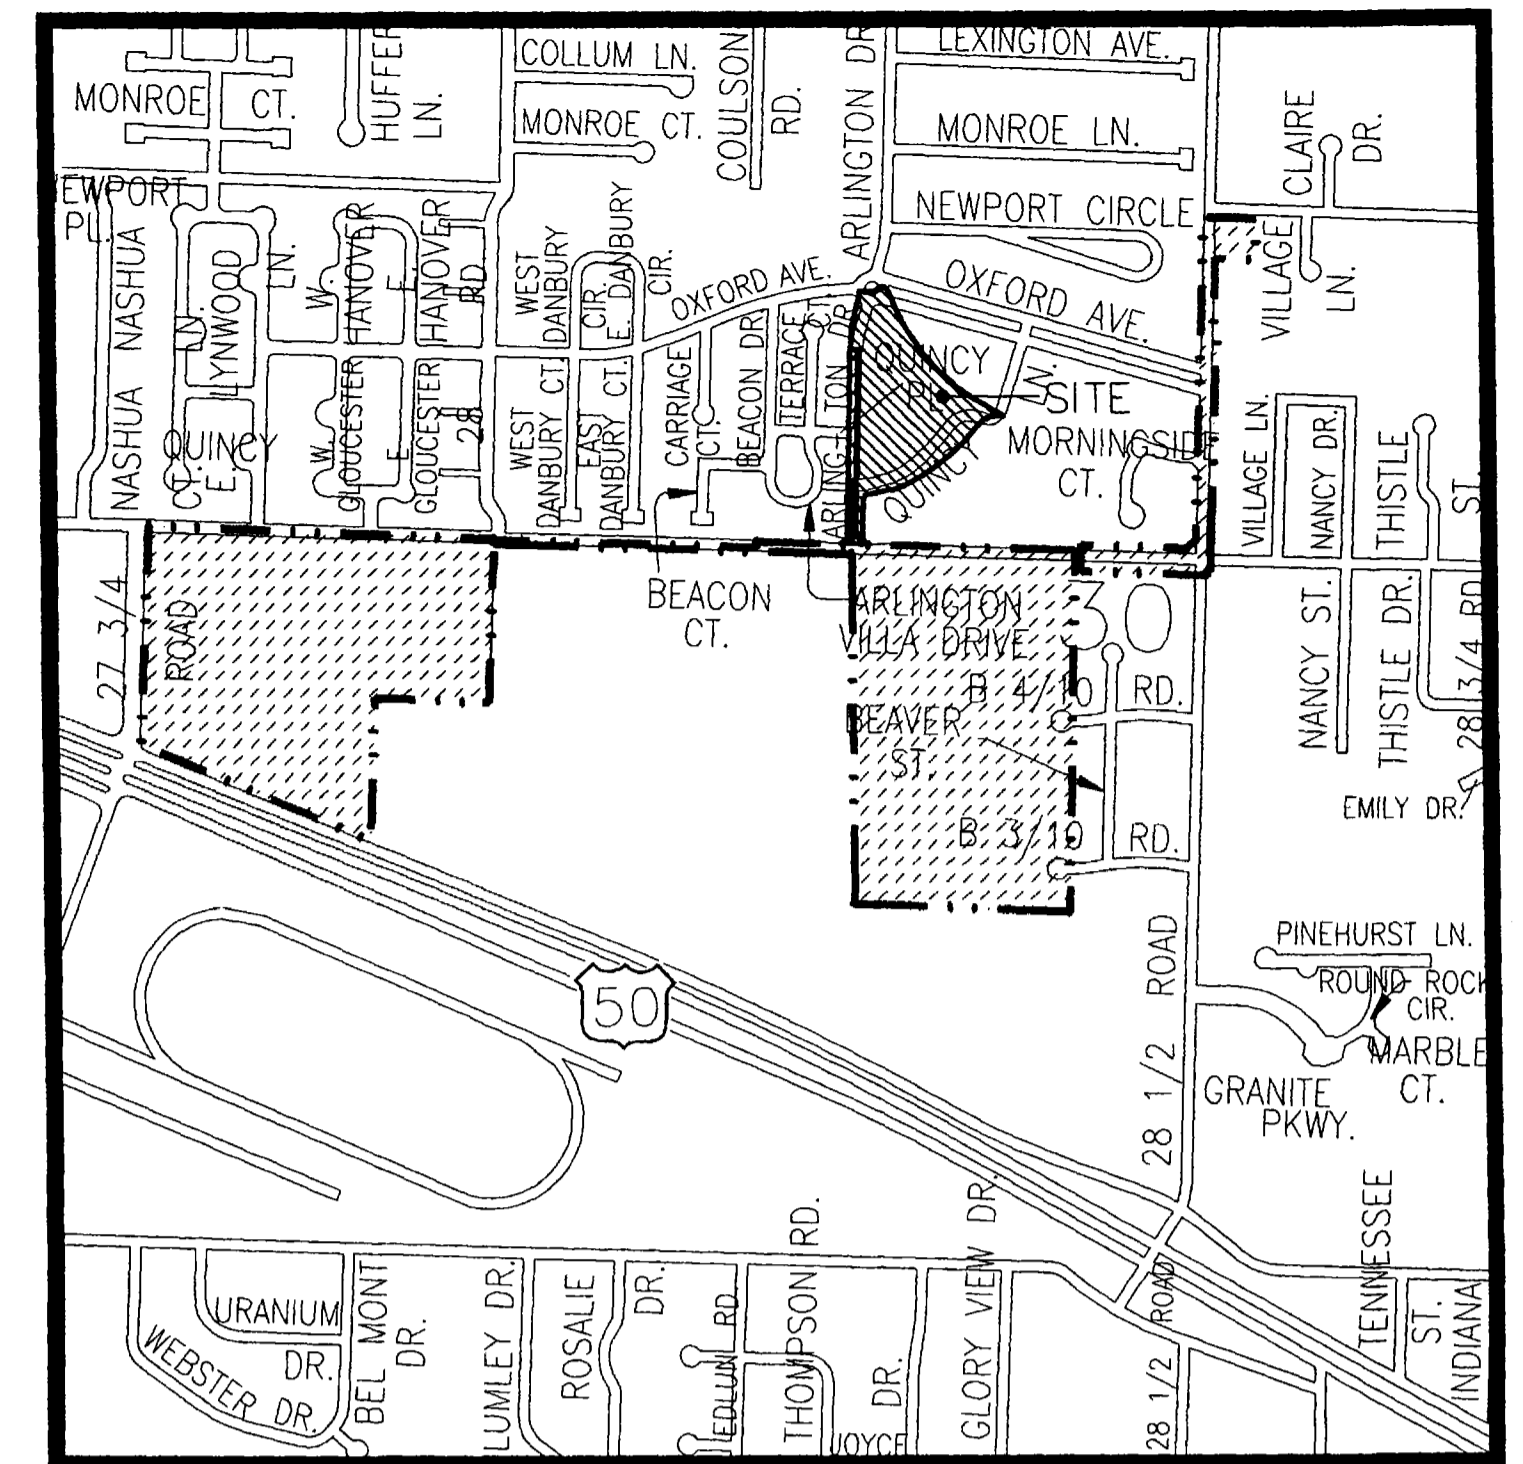 COLLUM LN.
LEXINGTON AVE.
HUFFER
LN.
COULSON
RD.
ARLINGTON DR.
MONROE CT.
MONROE CT.
MONROE LN.
CLAIRE
DR.
EWPORT
PL.
NEWPORT CIRCLE
NASHUA NASHUA
LN.
LYNWOOD
LN.
W. HANOVER
E. HANOVER
RD.
WEST
DANBURY
CIR.
E. DANBURY
CIR.
OXFORD AVE.
OXFORD AVE.
VILLAGE
LN.
NASHUA
CT.
QUINCY
E.
W.
GLOUCESTER
E.
GLOUCESTER
28
WEST
DANBURY CT.
EAST
DANBURY CT.
CARRIAGE
CT.
BEACON DR.
TERRACE
CT.
ARLINGTON DR.
QUINCY
PL.
LN.
SITE
QUINCY
MORNINGSIDE
CT.
VILLAGE LN.
NANCY DR.
THISTLE
ST.
27 3/4
ROAD
BEACON
CT.
ARLINGTON
VILLA DRIVE
30
B 4/10 RD.
BEAVER
ST.
B 3/10 RD.
NANCY ST.
THISTLE DR.
28 3/4 RD
EMILY DR.
PINEHURST LN.
ROUND ROCK
CIR.
MARBLE
CT.
GRANITE
PKWY.
50
28 1/2 ROAD
URANIUM
DR.
WEBSTER DR.
BEL MONT
DR.
LUMLEY DR.
ROSALIE
DR.
EDLUN RD.
THOMPSON RD.
JOYCE
DR.
GLORY VIEW DR.
28 1/2 ROAD
TENNESSEE
ST.
INDIANA